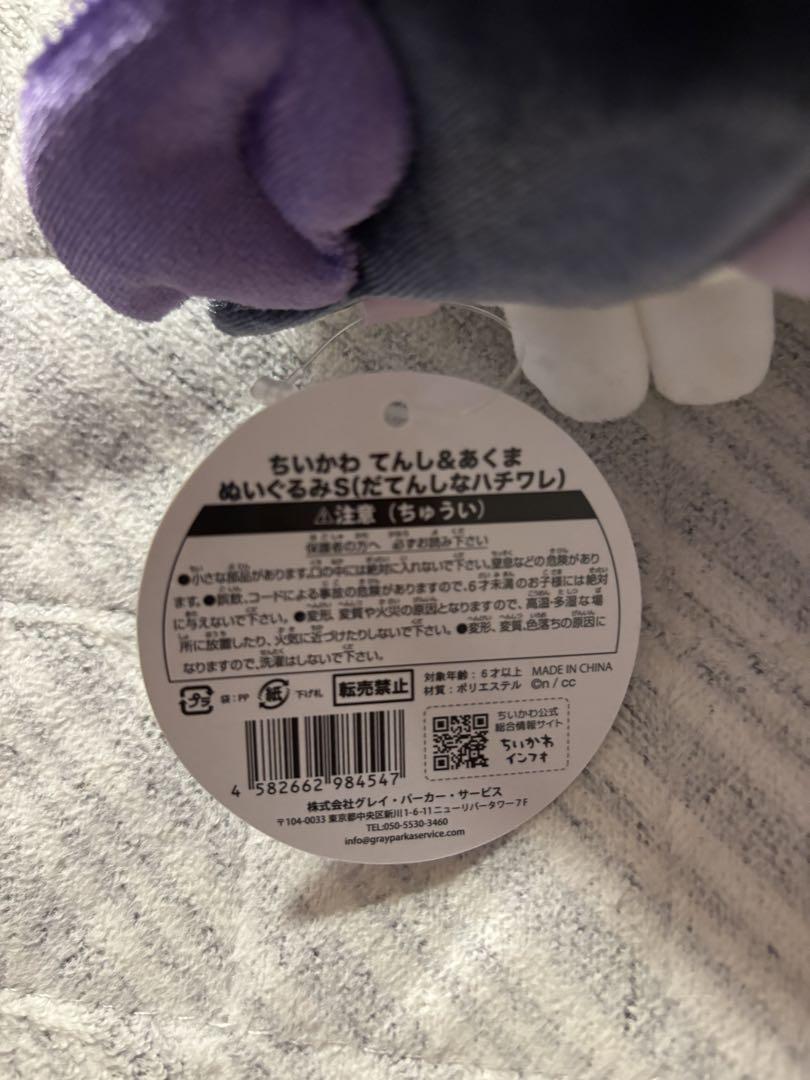 ちいかわ てんし&あくま
ぬいぐるみS(だてんしなハチワレ)
⚠注意(ちゅうい)
保護者の方へ 必ずお読み下さい
●小さな部品があります。口の中には絶対に入れないで下さい。窒息などの危険があり
ます。●誤飲、コードによる事故の危険がありますので、6才未満のお子様には絶対
に与えないで下さい。●変形、変質や火災の原因となりますので、高温・多湿な場
所に放置したり、火気に近づけたりしないで下さい。●変形、変質、色落ちの原因に
なりますので、洗濯はしないで下さい。
プラ 袋:PP 紙 下げ札 転売禁止 対象年齢:6才以上 MADE IN CHINA
材質:ポリエステル ©n / cc
ちいかわ公式
総合情報サイト
ちいかわ
インフォ
4 582662 984547
株式会社グレイ・パーカー・サービス
〒104-0033 東京都中央区新川1-6-11ニューリバータワー7F
TEL:050-5530-3460
info@grayparkaservice.com